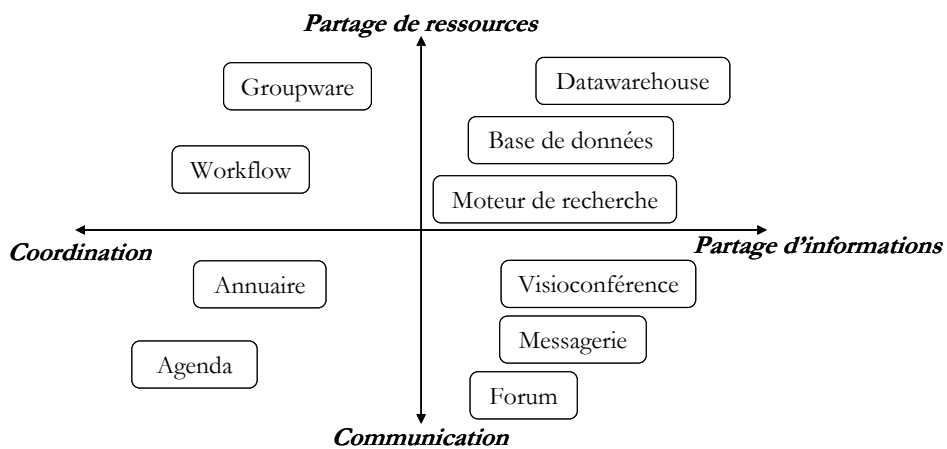 Partage de ressources
Groupware
Datawarehouse
Base de données
Workflow
Moteur de recherche
Coordination
Partage d'informations
Annuaire
Visioconférence
Messagerie
Agenda
Forum
Communication